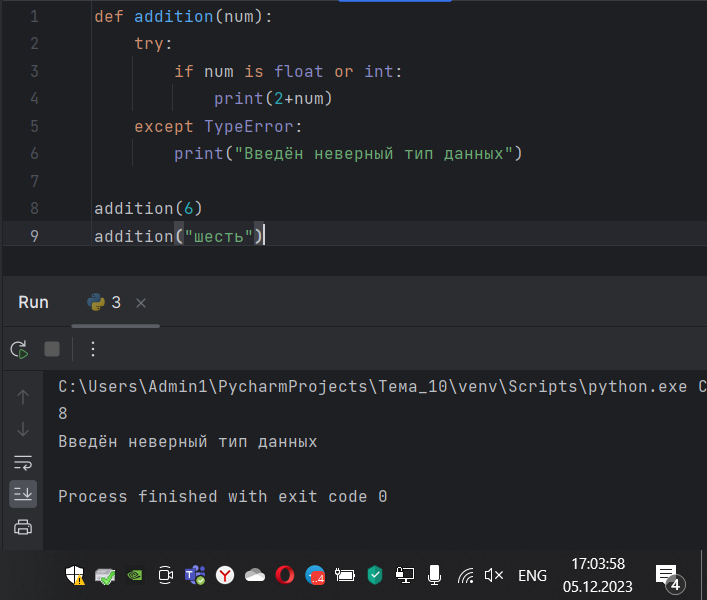 1 def addition(num):
2 try:
3 if num is float or int:
4 print(2+num)
5 except TypeError:
6 print("Введён неверный тип данных")
7
8 addition(6)
9 addition("шесть")
Run 3
C:\Users\Admin1\PycharmProjects\Тема_10\venv\Scripts\python.exe C
8
Введён неверный тип данных
Process finished with exit code 0
..4 ENG 17:03:58
05.12.2023 4